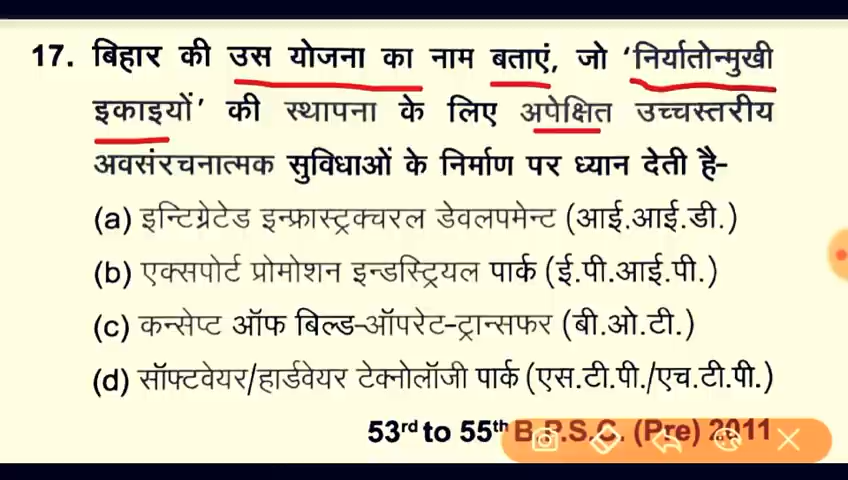 17. बिहार की उस योजना का नाम बताएं, जो 'निर्यातोन्मुखी
इकाइयों' की स्थापना के लिए अपेक्षित उच्चस्तरीय
अवसंरचनात्मक सुविधाओं के निर्माण पर ध्यान देती है-
(a) इन्टिग्रेटेड इन्फ्रास्ट्रक्चरल डेवलपमेन्ट (आई.आई.डी.)
(b) एक्सपोर्ट प्रोमोशन इन्डस्ट्रियल पार्क (ई.पी.आई.पी.)
(c) कन्सेप्ट ऑफ बिल्ड-ऑपरेट-ट्रान्सफर (बी.ओ.टी.)
(d) सॉफ्टवेयर/हार्डवेयर टेक्नोलॉजी पार्क (एस.टी.पी./एच.टी.पी.)
53rd to 55th B.P.S.C. (Pre) 2011